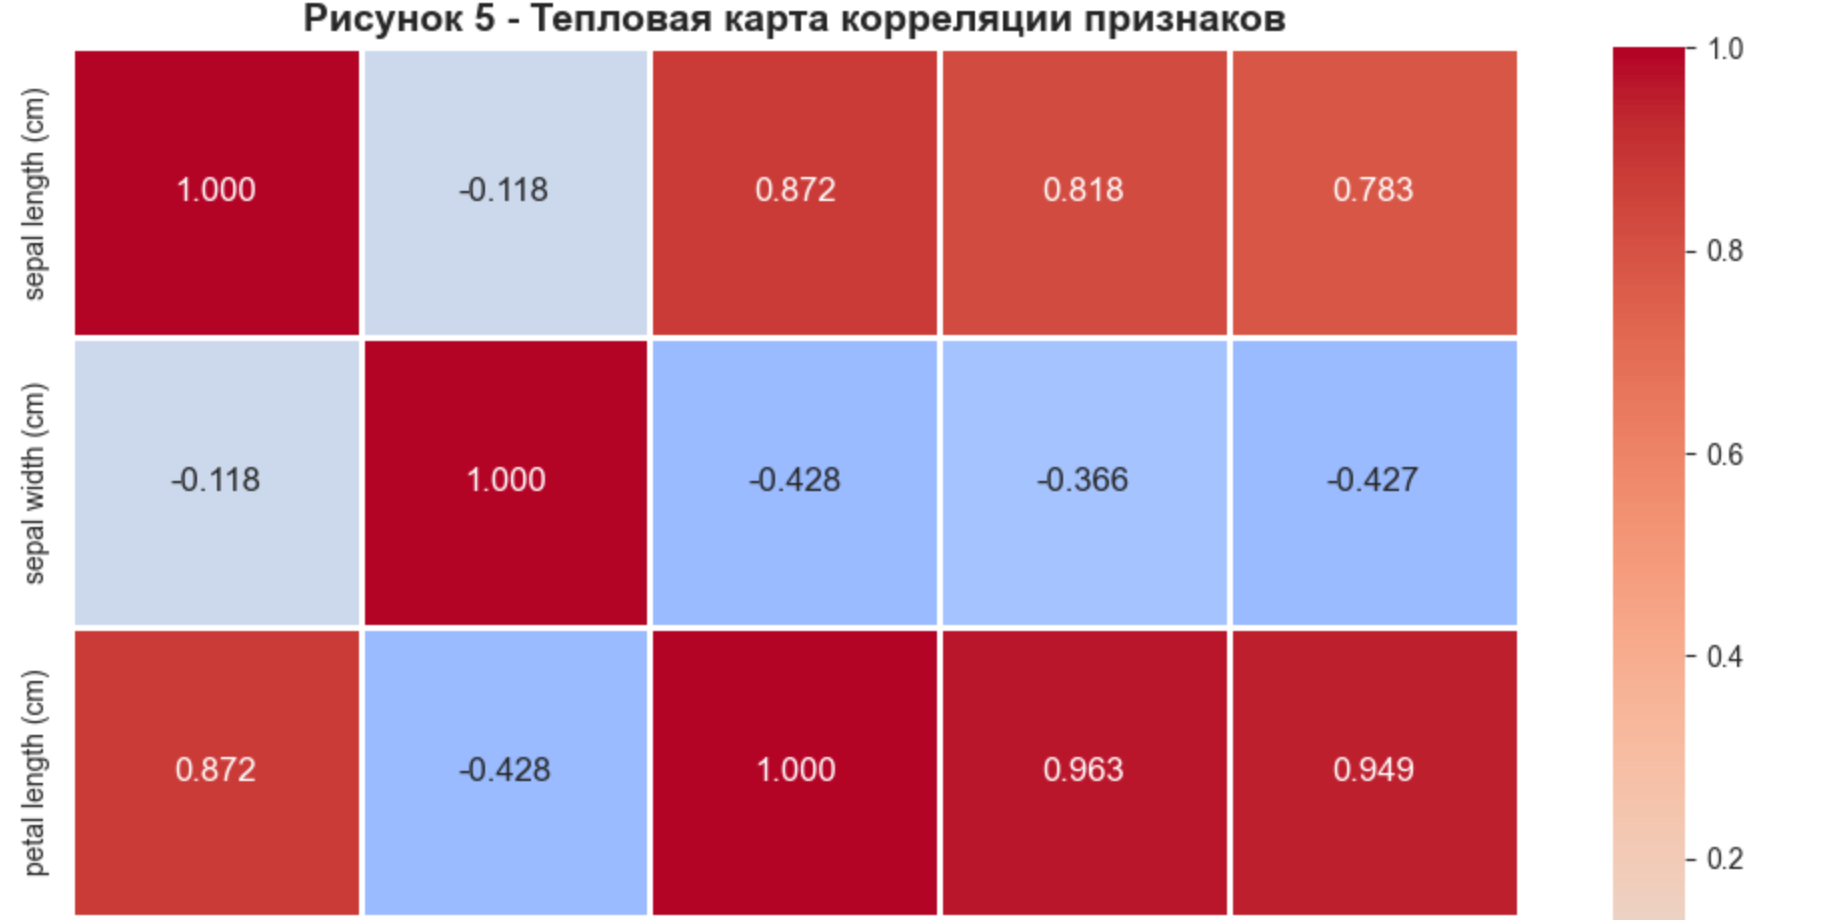 Рисунок 5 - Тепловая карта корреляции признаков
sepal length (cm)
1.000 -0.118 0.872 0.818 0.783
sepal width (cm)
-0.118 1.000 -0.428 -0.366 -0.427
petal length (cm)
0.872 -0.428 1.000 0.963 0.949
1.0
0.8
0.6
0.4
0.2